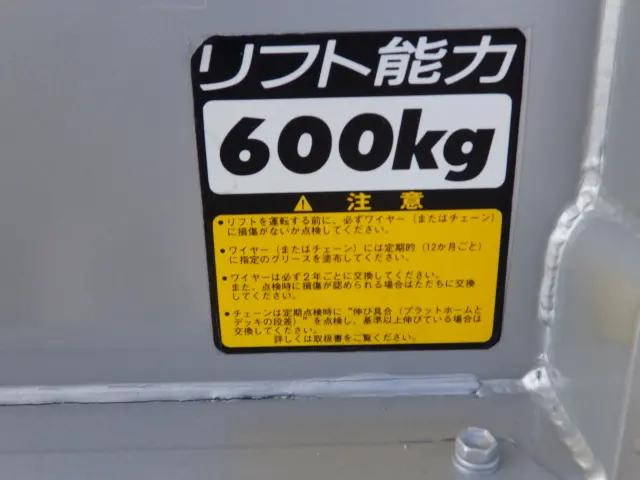 リフト能力
600kg
⚠ 注意
●リフトを運転する前に、必ずワイヤー（またはチェーン）
に損傷がないか点検してください。
●ワイヤー（またはチェーン）には定期的（12か月ごと）
に指定のグリースを塗布してください。
●ワイヤーは必ず2年ごとに交換してください。
また、点検時に損傷が認められる場合はただちに交換
してください。
●チェーンは定期点検時に"伸び具合（プラットホームと
デッキの段差）"を点検し、基準以上伸びている場合は
交換してください。
詳しくは取扱書をご覧ください。